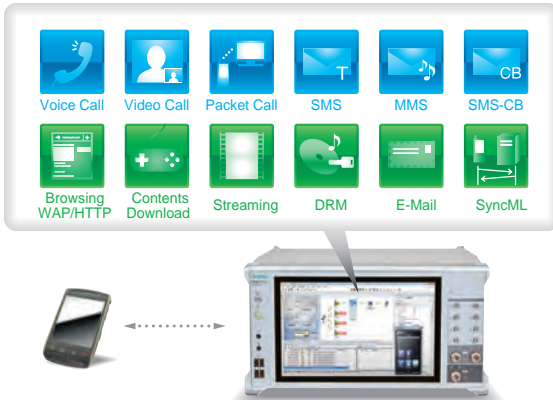 T
CB
Voice Call
Video Call
Packet Call
SMS
MMS
SMS-CB
Browsing
WAP/HTTP
Contents
Download
Streaming
DRM
E-Mail
SyncML